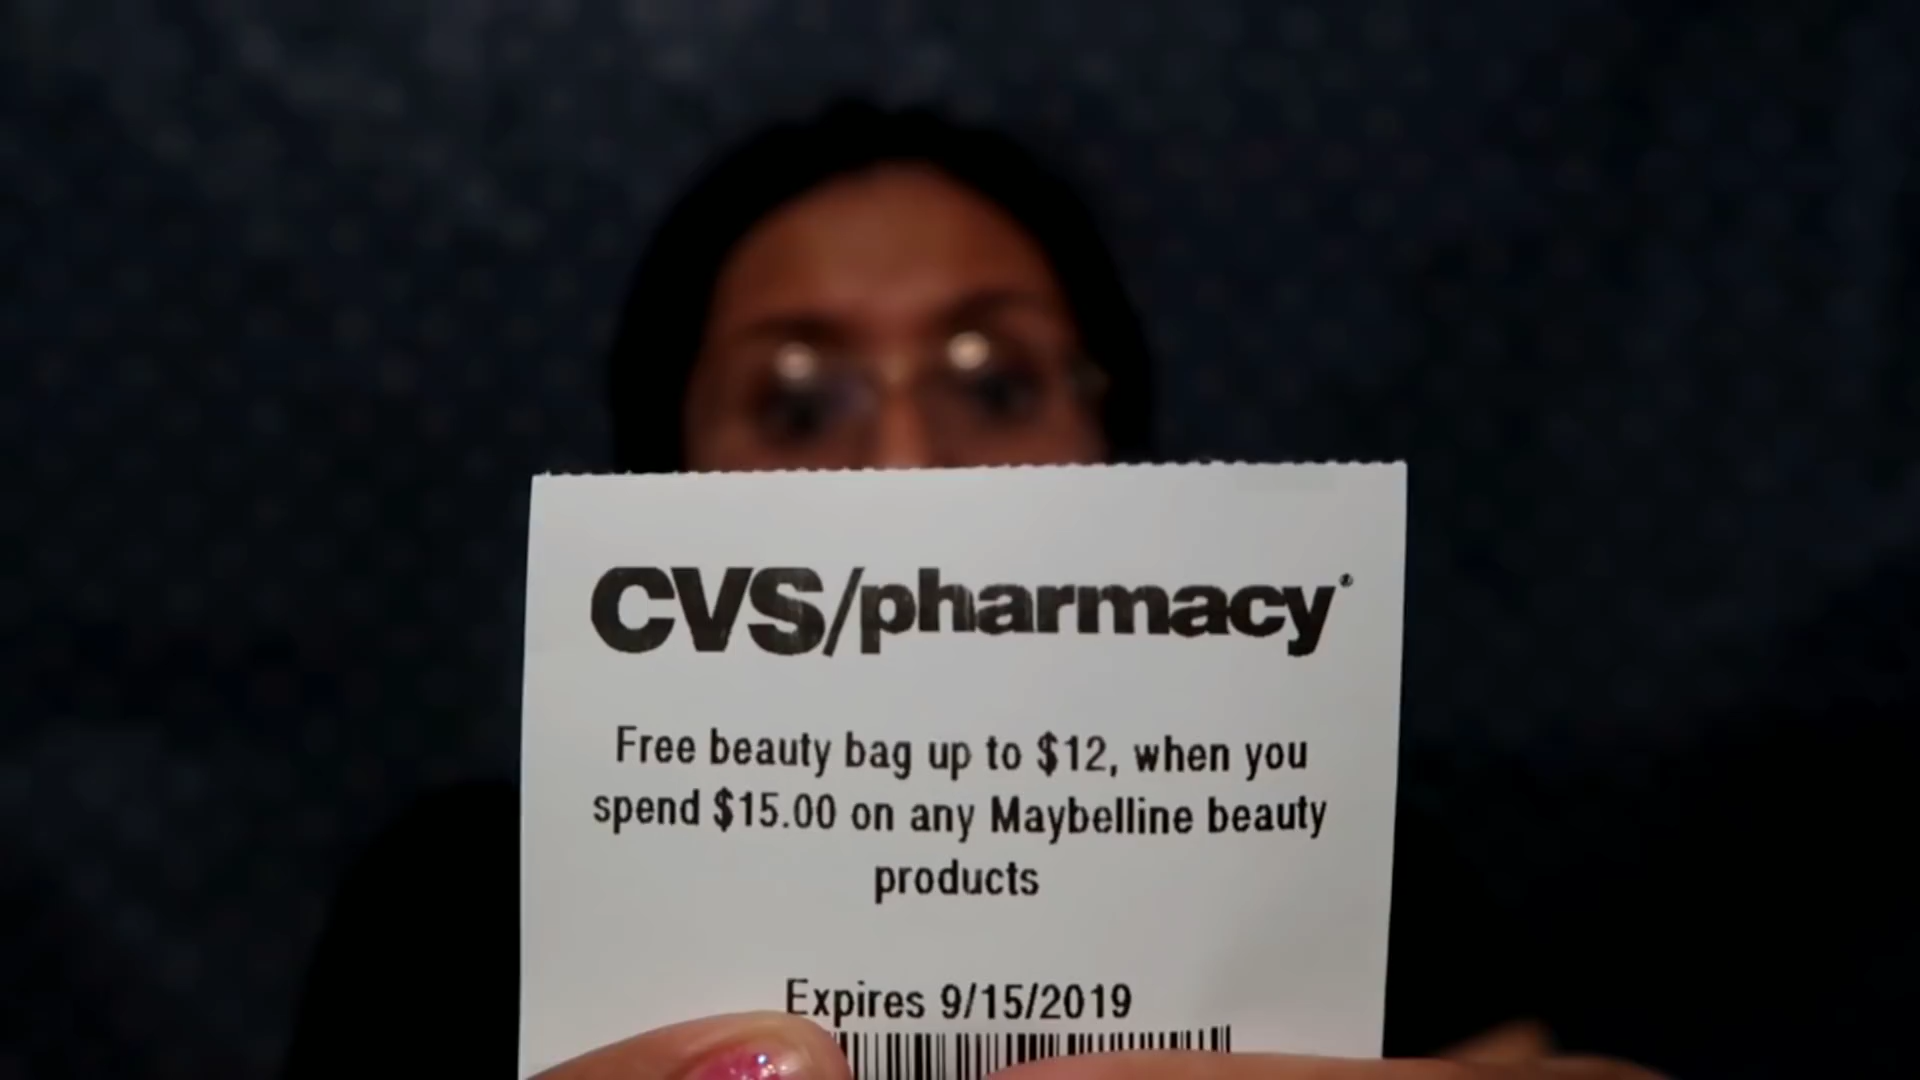 CVS/pharmacy®
Free beauty bag up to $12, when you
spend $15.00 on any Maybelline beauty
products
Expires 9/15/2019